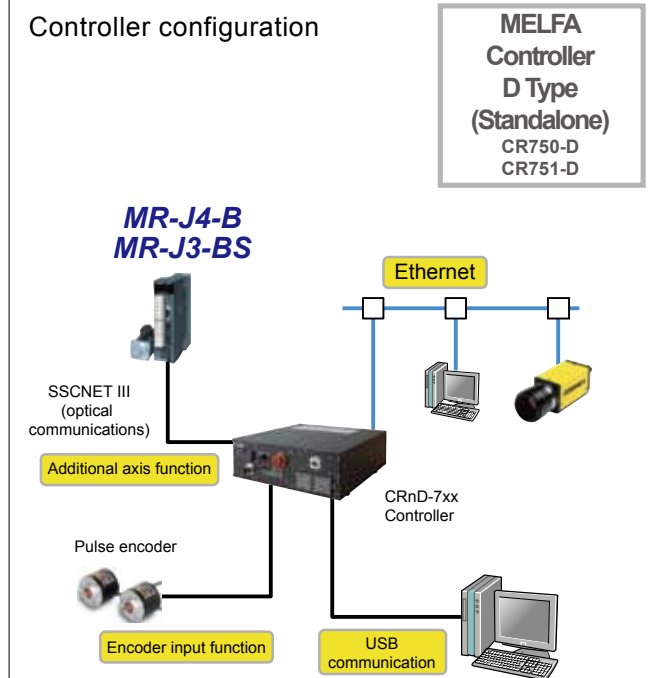 Controller configuration
MELFA
Controller
D Type
(Standalone)
CR750-D
CR751-D
MR-J4-B
MR-J3-BS
Ethernet
SSCNET III
(optical
communications)
Additional axis function
CRnD-7xx
Controller
Pulse encoder
Encoder input function
USB
communication